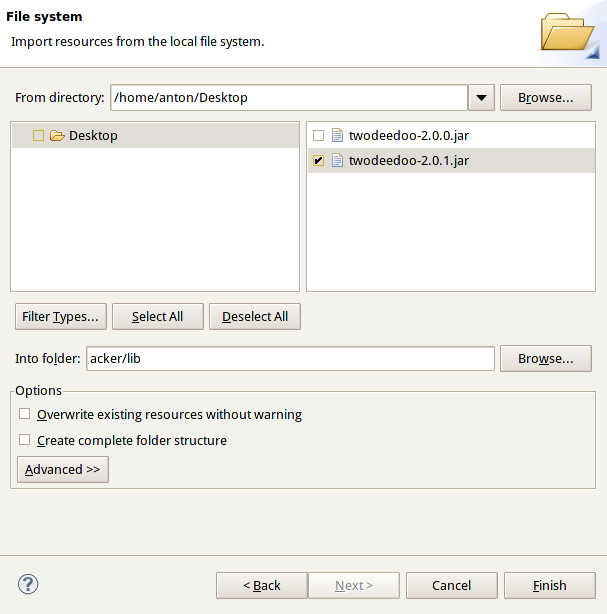 File system
Import resources from the local file system.
From directory: /home/anton/Desktop Browse...
Desktop
twodeedoo-2.0.0.jar
twodeedoo-2.0.1.jar
Filter Types... Select All Deselect All
Into folder: acker/lib Browse...
Options
Overwrite existing resources without warning
Create complete folder structure
Advanced >>
? < Back Next > Cancel Finish